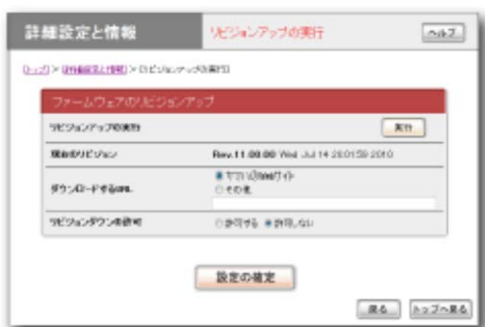 詳細設定と情報
リビジョンアップの実行
ヘルプ
[トップ] > [詳細設定と情報] > [リビジョンアップの実行]
ファームウェアのリビジョンアップ
リビジョンアップの実行
実行
現在のリビジョン
Rev.11.00.00 Wed Jul 14 20:01:59 2010
ダウンロードするURL
ヤマハのWebサイト
その他
リビジョンダウンの許可
許可する 許可しない
設定の確定
戻る
トップへ戻る